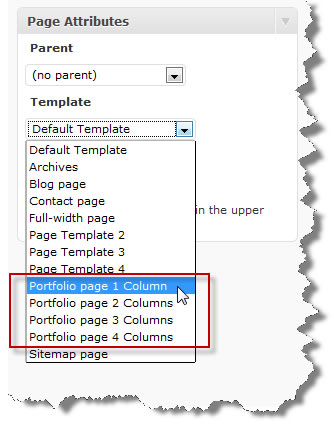 Page Attributes
Parent
(no parent)
Template
Default Template
Default Template
Archives
Blog page
Contact page
Full-width page
Page Template 2
in the upper
Page Template 3
Page Template 4
Portfolio page 1 Column
Portfolio page 2 Columns
Portfolio page 3 Columns
Portfolio page 4 Columns
Sitemap page